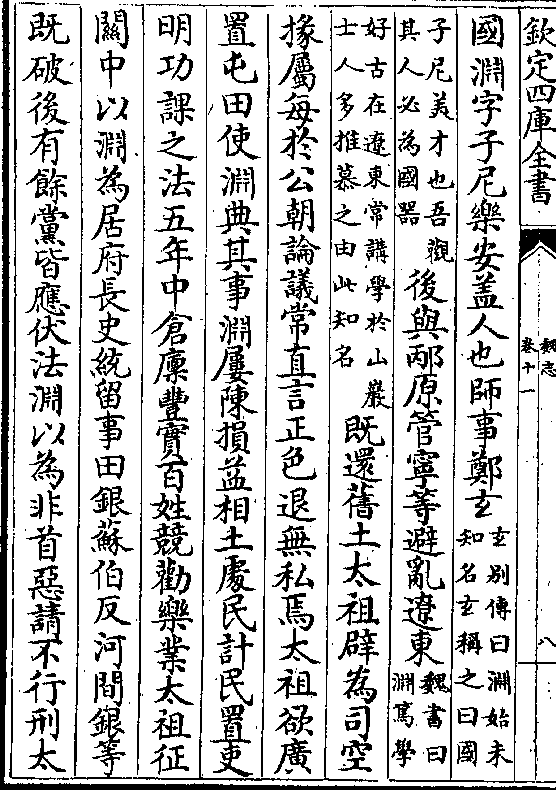 欽定四庫全書
魏志
卷十一
八
國淵字子尼樂安盖人也師事鄭玄
玄别傳曰淵始未
知名玄稱之曰國
子尼美才也吾觀
其人必為國器
後與邴原管寧等避亂遼東
魏書曰
淵篤學
好古在遼東常講學於山巖
士人多推慕之由此知名
既還舊土太祖辟為司空
掾屬每於公朝論議常直言正色退無私焉太祖欲廣
置屯田使淵典其事淵屢陳損益相土處民計民置吏
明功課之法五年中倉廪豐實百姓競勸樂業太祖征
關中以淵為居府長史統留事田銀蘇伯反河間銀等
既破後有餘黨皆應伏法淵以為非首惡請不行刑太